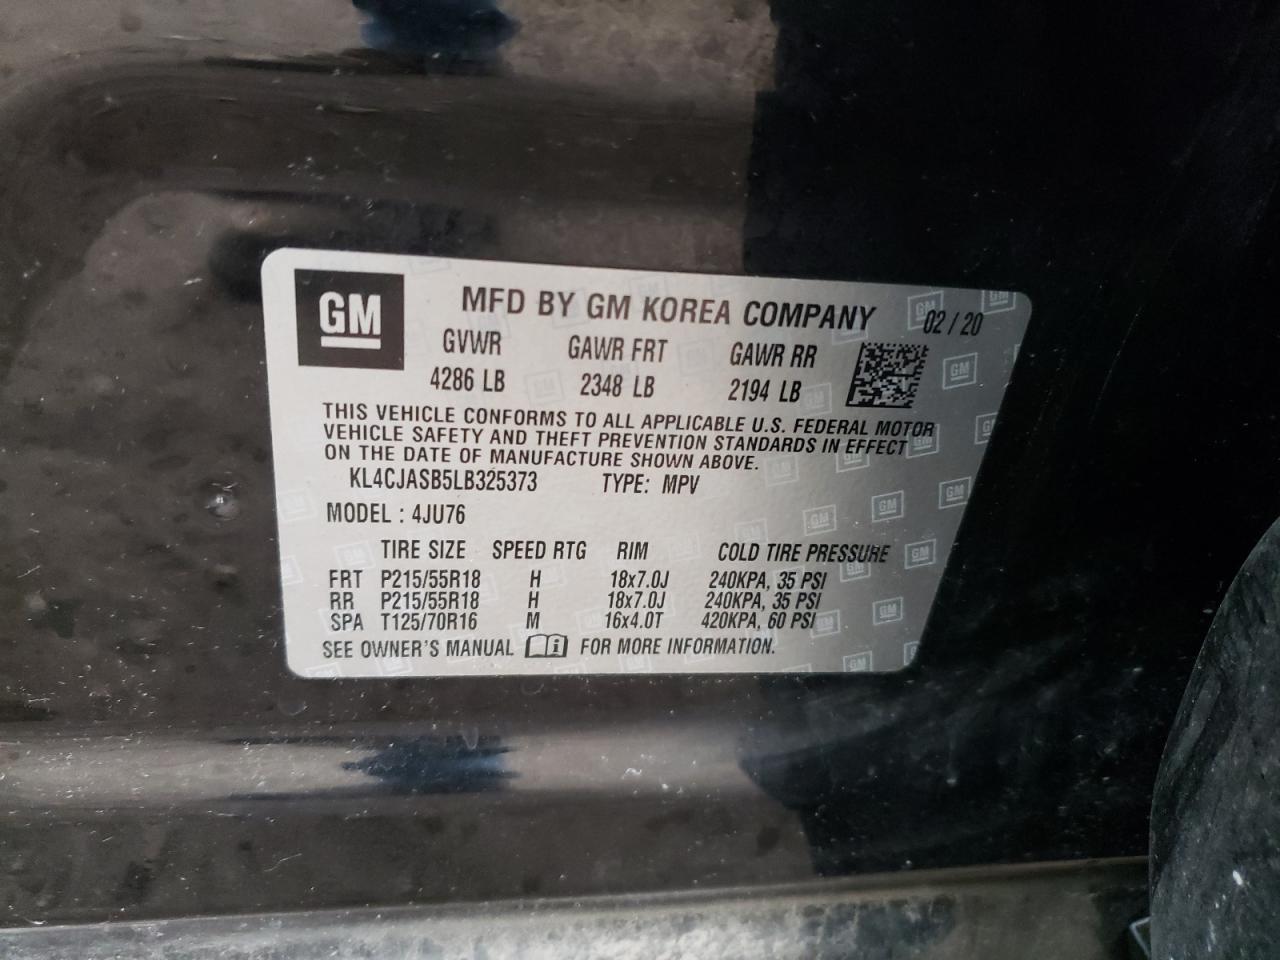 GM
MFD BY GM KOREA COMPANY 02 / 20
GVWR GAWR FRT GAWR RR
4286 LB 2348 LB 2194 LB
THIS VEHICLE CONFORMS TO ALL APPLICABLE U.S. FEDERAL MOTOR
VEHICLE SAFETY AND THEFT PREVENTION STANDARDS IN EFFECT
ON THE DATE OF MANUFACTURE SHOWN ABOVE.
KL4CJASB5LB325373 TYPE: MPV
MODEL : 4JU76
TIRE SIZE SPEED RTG RIM COLD TIRE PRESSURE
FRT P215/55R18 H 18x7.0J 240KPA, 35 PSI
RR P215/55R18 H 18x7.0J 240KPA, 35 PSI
SPA T125/70R16 M 16x4.0T 420KPA, 60 PSI
SEE OWNER'S MANUAL i FOR MORE INFORMATION.